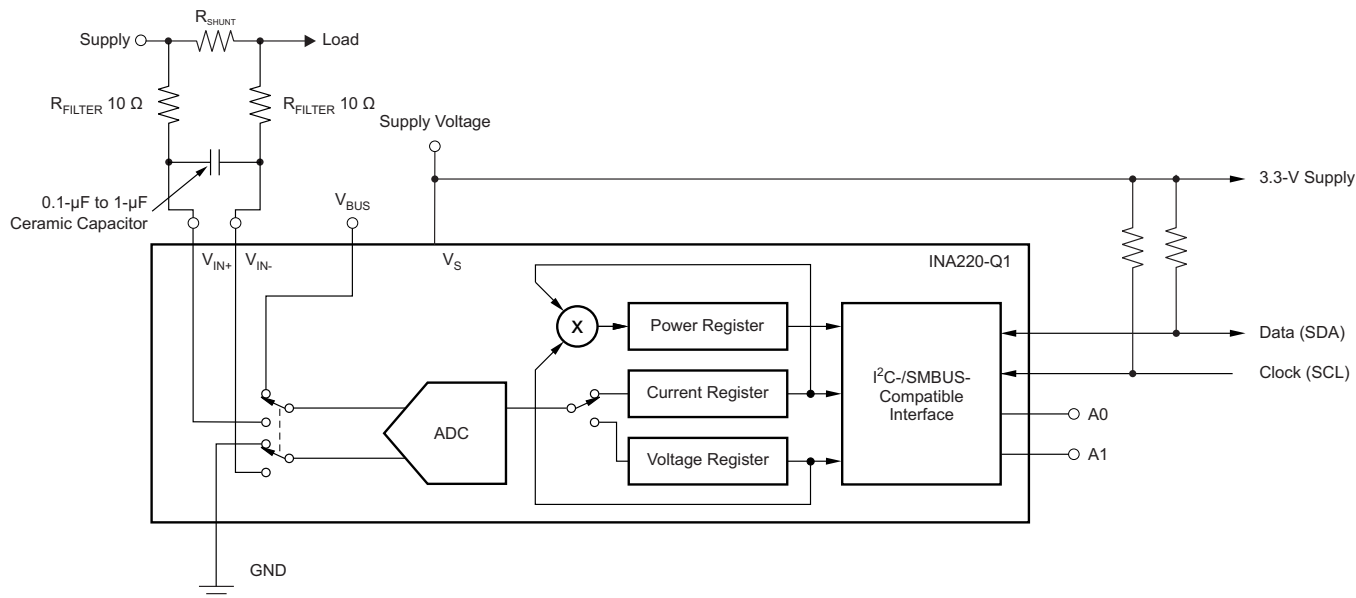 R_SHUNT
Supply
Load
R_FILTER 10 Ω
R_FILTER 10 Ω
Supply Voltage
0.1-µF to 1-µF
Ceramic Capacitor
3.3-V Supply
V_BUS
V_IN+
V_IN-
V_S
INA220-Q1
X
Power Register
Data (SDA)
Clock (SCL)
I²C-/SMBUS-
Compatible
Interface
Current Register
ADC
A0
Voltage Register
A1
GND